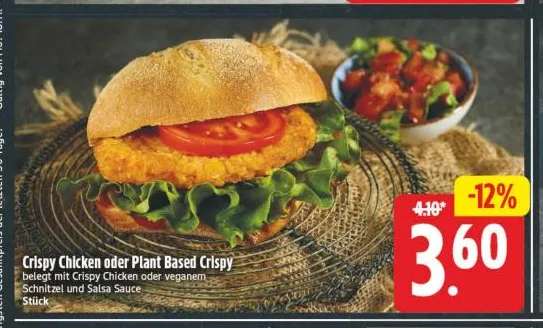 Crispy Chicken oder Plant Based Crispy
belegt mit Crispy Chicken oder veganem
Schnitzel und Salsa Sauce
Stück
-12%
4.10*
3.60